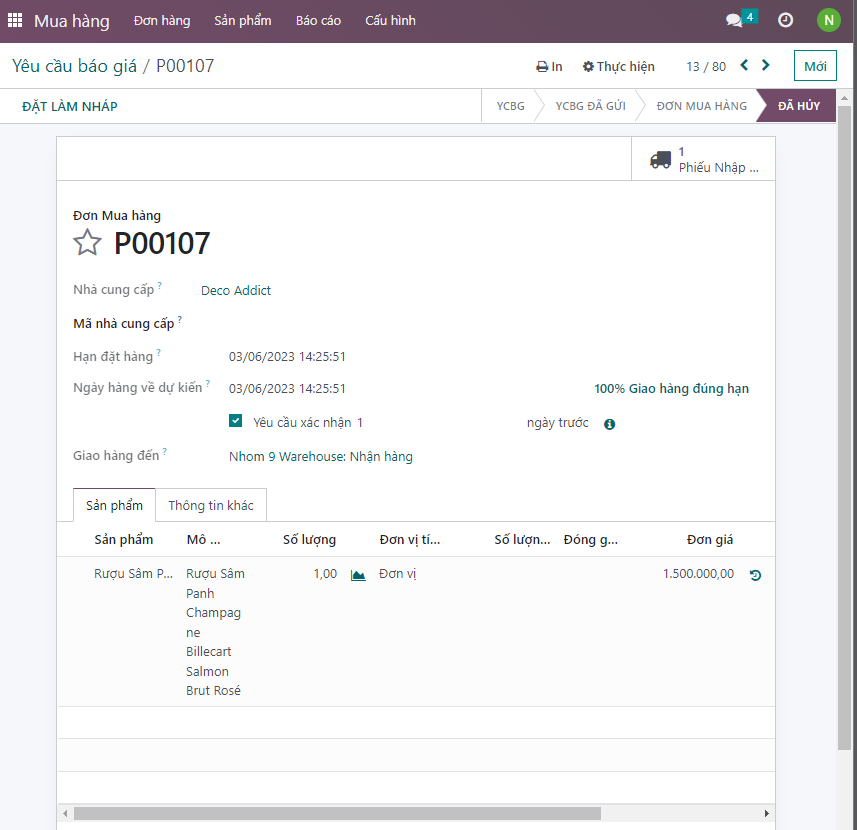 Mua hàng Đơn hàng Sản phẩm Báo cáo Cấu hình 4 N
Yêu cầu báo giá / P00107 In Thực hiện 13 / 80 Mới
ĐẶT LÀM NHÁP YCBG YCBG ĐÃ GỬI ĐƠN MUA HÀNG ĐÃ HỦY
1
Phiếu Nhập ...
Đơn Mua hàng
P00107
Nhà cung cấp ? Deco Addict
Mã nhà cung cấp ?
Hạn đặt hàng ? 03/06/2023 14:25:51
Ngày hàng về dự kiến ? 03/06/2023 14:25:51 100% Giao hàng đúng hạn
Yêu cầu xác nhận 1 ngày trước
Giao hàng đến ? Nhom 9 Warehouse: Nhận hàng
Sản phẩm Thông tin khác
Sản phẩm Mô ... Số lượng Đơn vị tí... Số lượn... Đóng g... Đơn giá
Rượu Sâm P... Rượu Sâm 1,00 Đơn vị 1.500.000,00
Panh
Champag
ne
Billecart
Salmon
Brut Rosé